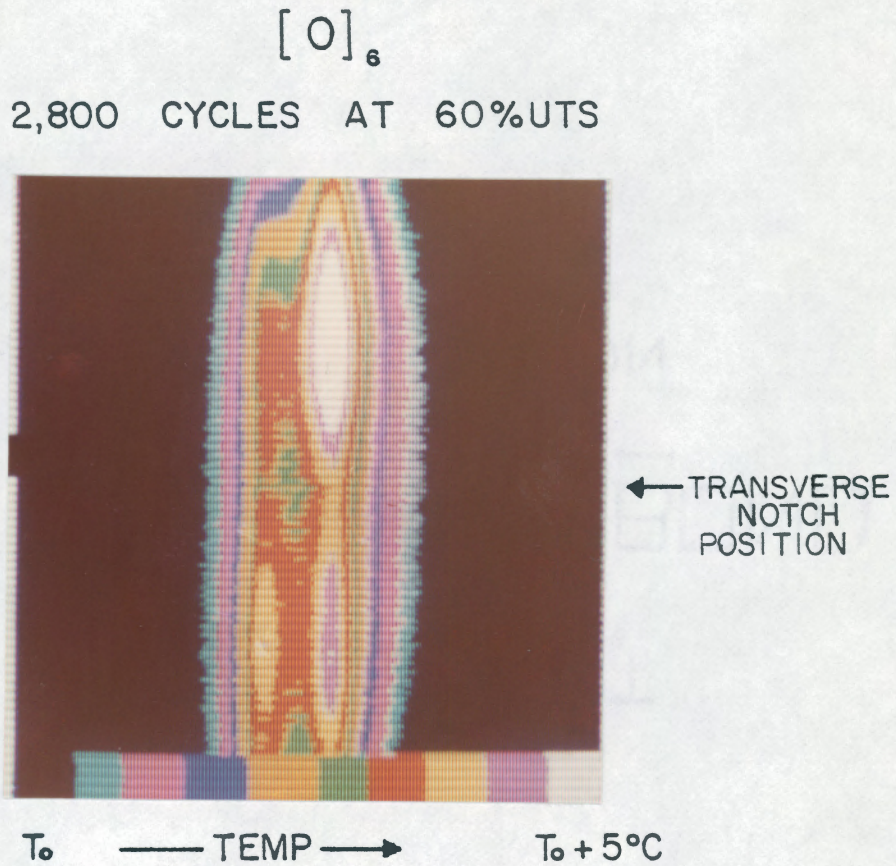 [0]₆
2,800 CYCLES AT 60%UTS
← TRANSVERSE
NOTCH
POSITION
T₀ — TEMP → T₀ + 5°C